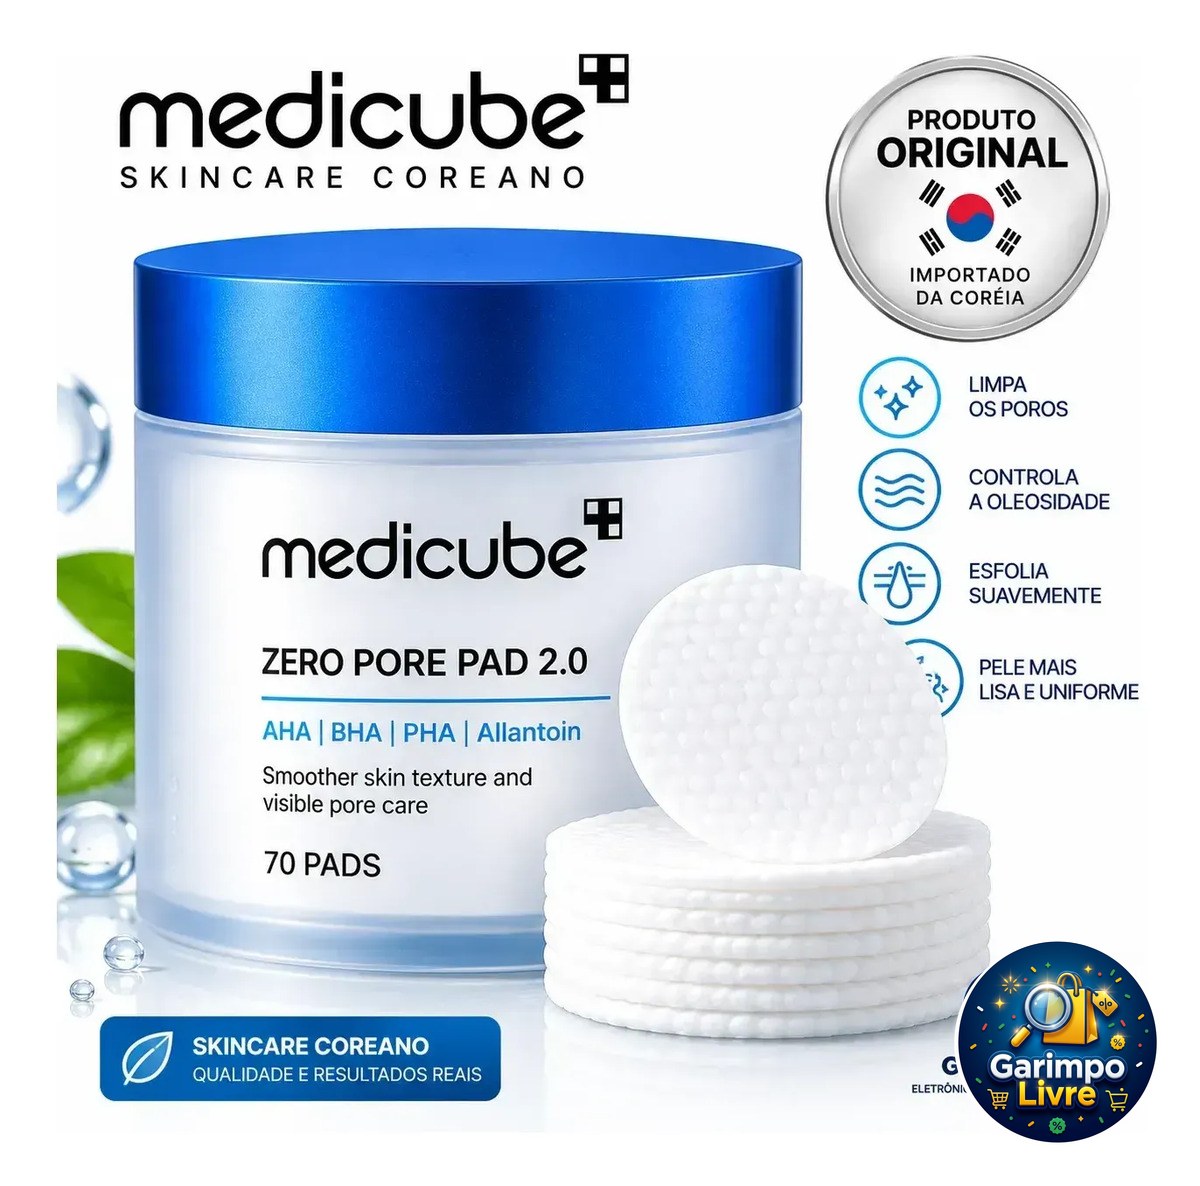 medicube
SKINCARE COREANO
PRODUTO
ORIGINAL
IMPORTADO
DA CORÉIA
LIMPA
OS POROS
CONTROLA
A OLEOSIDADE
ESFOLIA
SUAVEMENTE
PELE MAIS
LISA E UNIFORME
medicube
ZERO PORE PAD 2.0
AHA | BHA | PHA | Allantoin
Smoother skin texture and
visible pore care
70 PADS
SKINCARE COREANO
QUALIDADE E RESULTADOS REAIS
Garimpo
Livre